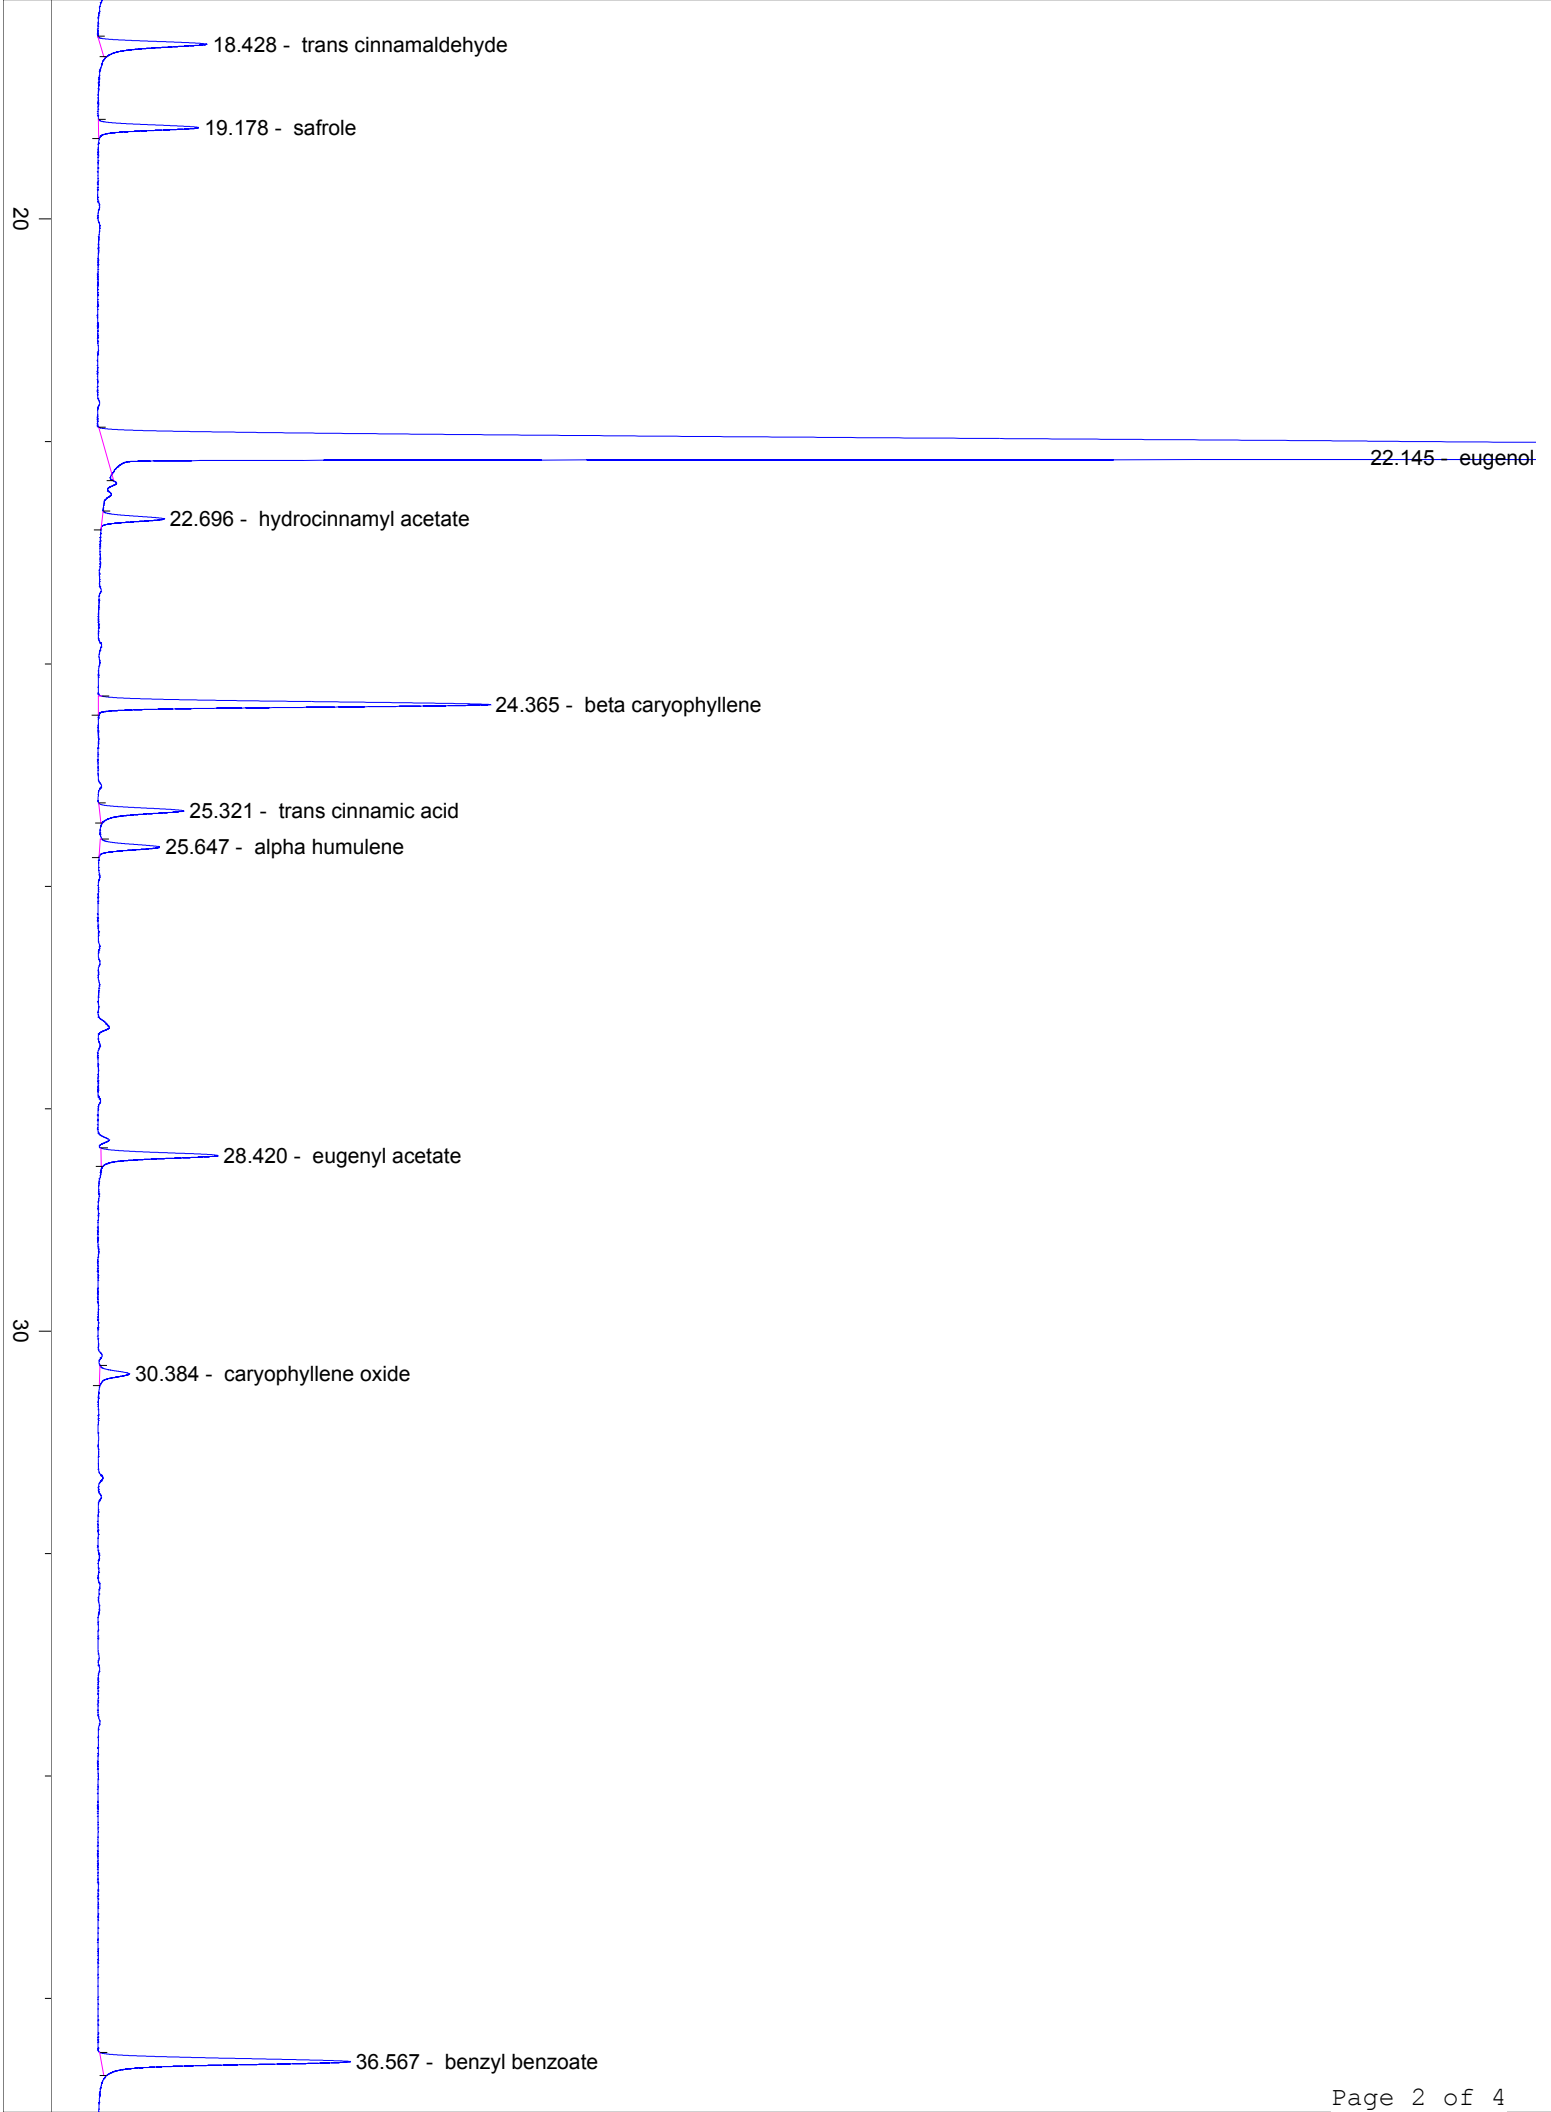 18.428 - trans cinnamaldehyde
19.178 - safrole
20
22.145 - eugenol
22.696 - hydrocinnamyl acetate
24.365 - beta caryophyllene
25.321 - trans cinnamic acid
25.647 - alpha humulene
28.420 - eugenyl acetate
30
30.384 - caryophyllene oxide
36.567 - benzyl benzoate
Page 2 of 4